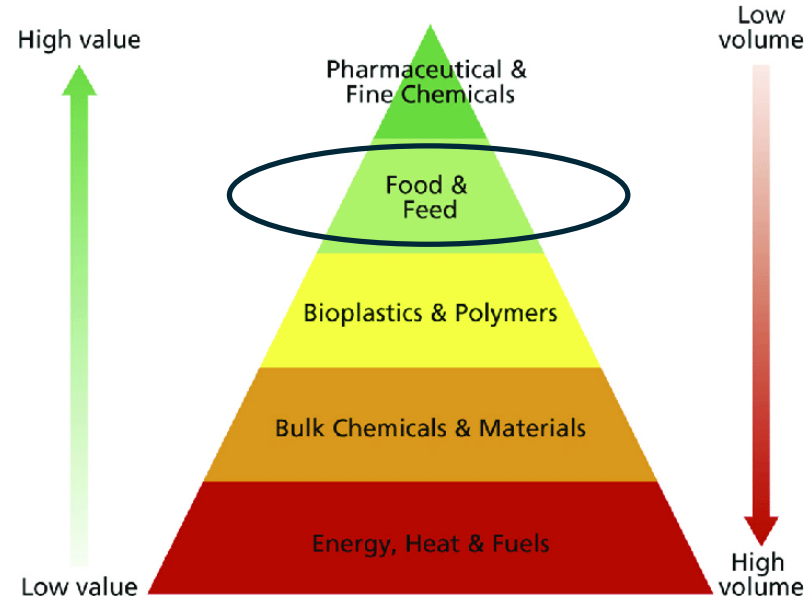 High value
Low
volume
Pharmaceutical &
Fine Chemicals
Food &
Feed
Bioplastics & Polymers
Bulk Chemicals & Materials
Energy, Heat & Fuels
Low value
High
volume